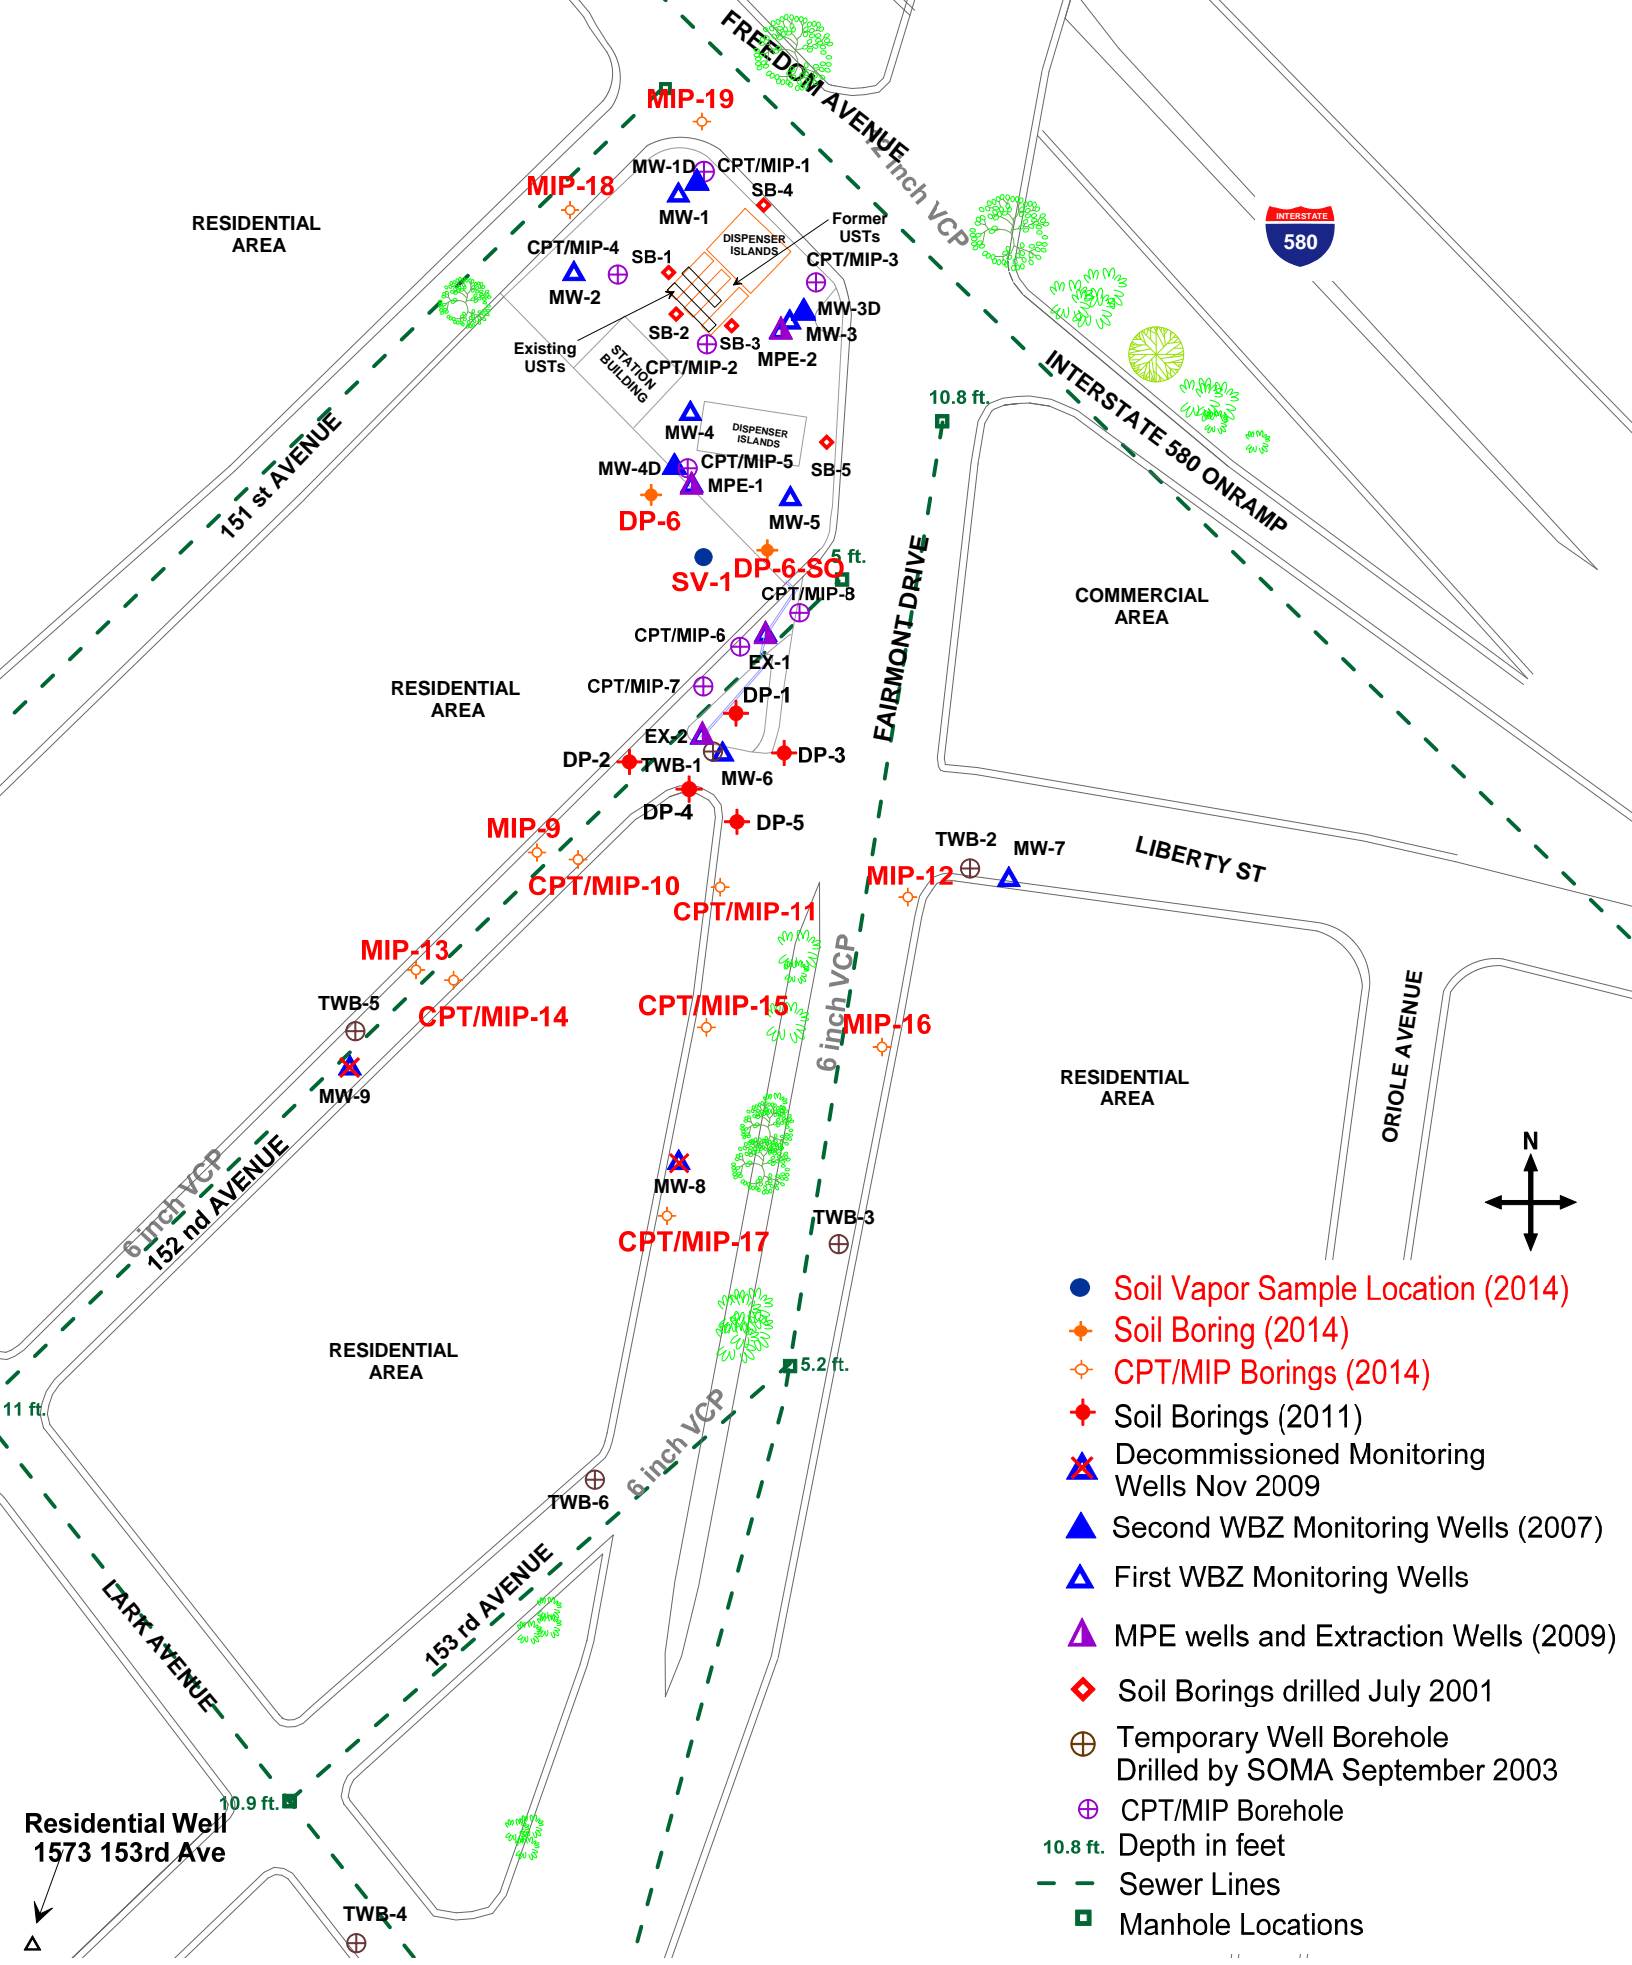 FREEDOM AVENUE
MIP-19
12 inch VCP
MW-1D
CPT/MIP-1
MIP-18
SB-4
MW-1
RESIDENTIAL
AREA
Former
USTs
DISPENSER
ISLANDS
INTERSTATE
580
CPT/MIP-4
SB-1
CPT/MIP-3
MW-2
MW-3D
SB-2
SB-3
MW-3
Existing
USTs
STATION
BUILDING
CPT/MIP-2
MPE-2
INTERSTATE 580 ONRAMP
10.8 ft.
MW-4
DISPENSER
ISLANDS
151 st AVENUE
MW-4D
CPT/MIP-5
SB-5
MPE-1
DP-6
MW-5
5 ft.
SV-1
DP-6-SO
CPT/MIP-8
FAIRMONT DRIVE
COMMERCIAL
AREA
CPT/MIP-6
EX-1
RESIDENTIAL
AREA
CPT/MIP-7
DP-1
EX-2
DP-2
TWB-1
DP-3
MW-6
DP-4
DP-5
MIP-9
TWB-2
MW-7
LIBERTY ST
CPT/MIP-10
MIP-12
CPT/MIP-11
MIP-13
6 inch VCP
TWB-5
CPT/MIP-14
CPT/MIP-15
MIP-16
ORIOLE AVENUE
MW-9
RESIDENTIAL
AREA
6 inch VCP
152 nd AVENUE
MW-8
N
TWB-3
CPT/MIP-17
RESIDENTIAL
AREA
5.2 ft.
11 ft.
6 inch VCP
TWB-6
LARK AVENUE
153 rd AVENUE
10.9 ft.
Residential Well
1573 153rd Ave
TWB-4
Soil Vapor Sample Location (2014)
Soil Boring (2014)
CPT/MIP Borings (2014)
Soil Borings (2011)
Decommissioned Monitoring
Wells Nov 2009
Second WBZ Monitoring Wells (2007)
First WBZ Monitoring Wells
MPE wells and Extraction Wells (2009)
Soil Borings drilled July 2001
Temporary Well Borehole
Drilled by SOMA September 2003
CPT/MIP Borehole
10.8 ft. Depth in feet
Sewer Lines
Manhole Locations